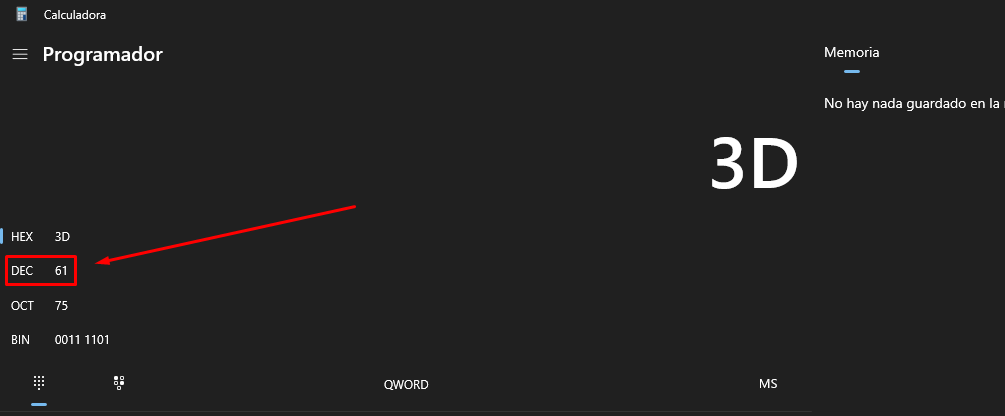 Calculadora
Programador
Memoria
No hay nada guardado en la
3D
HEX 3D
DEC 61
OCT 75
BIN 0011 1101
QWORD MS